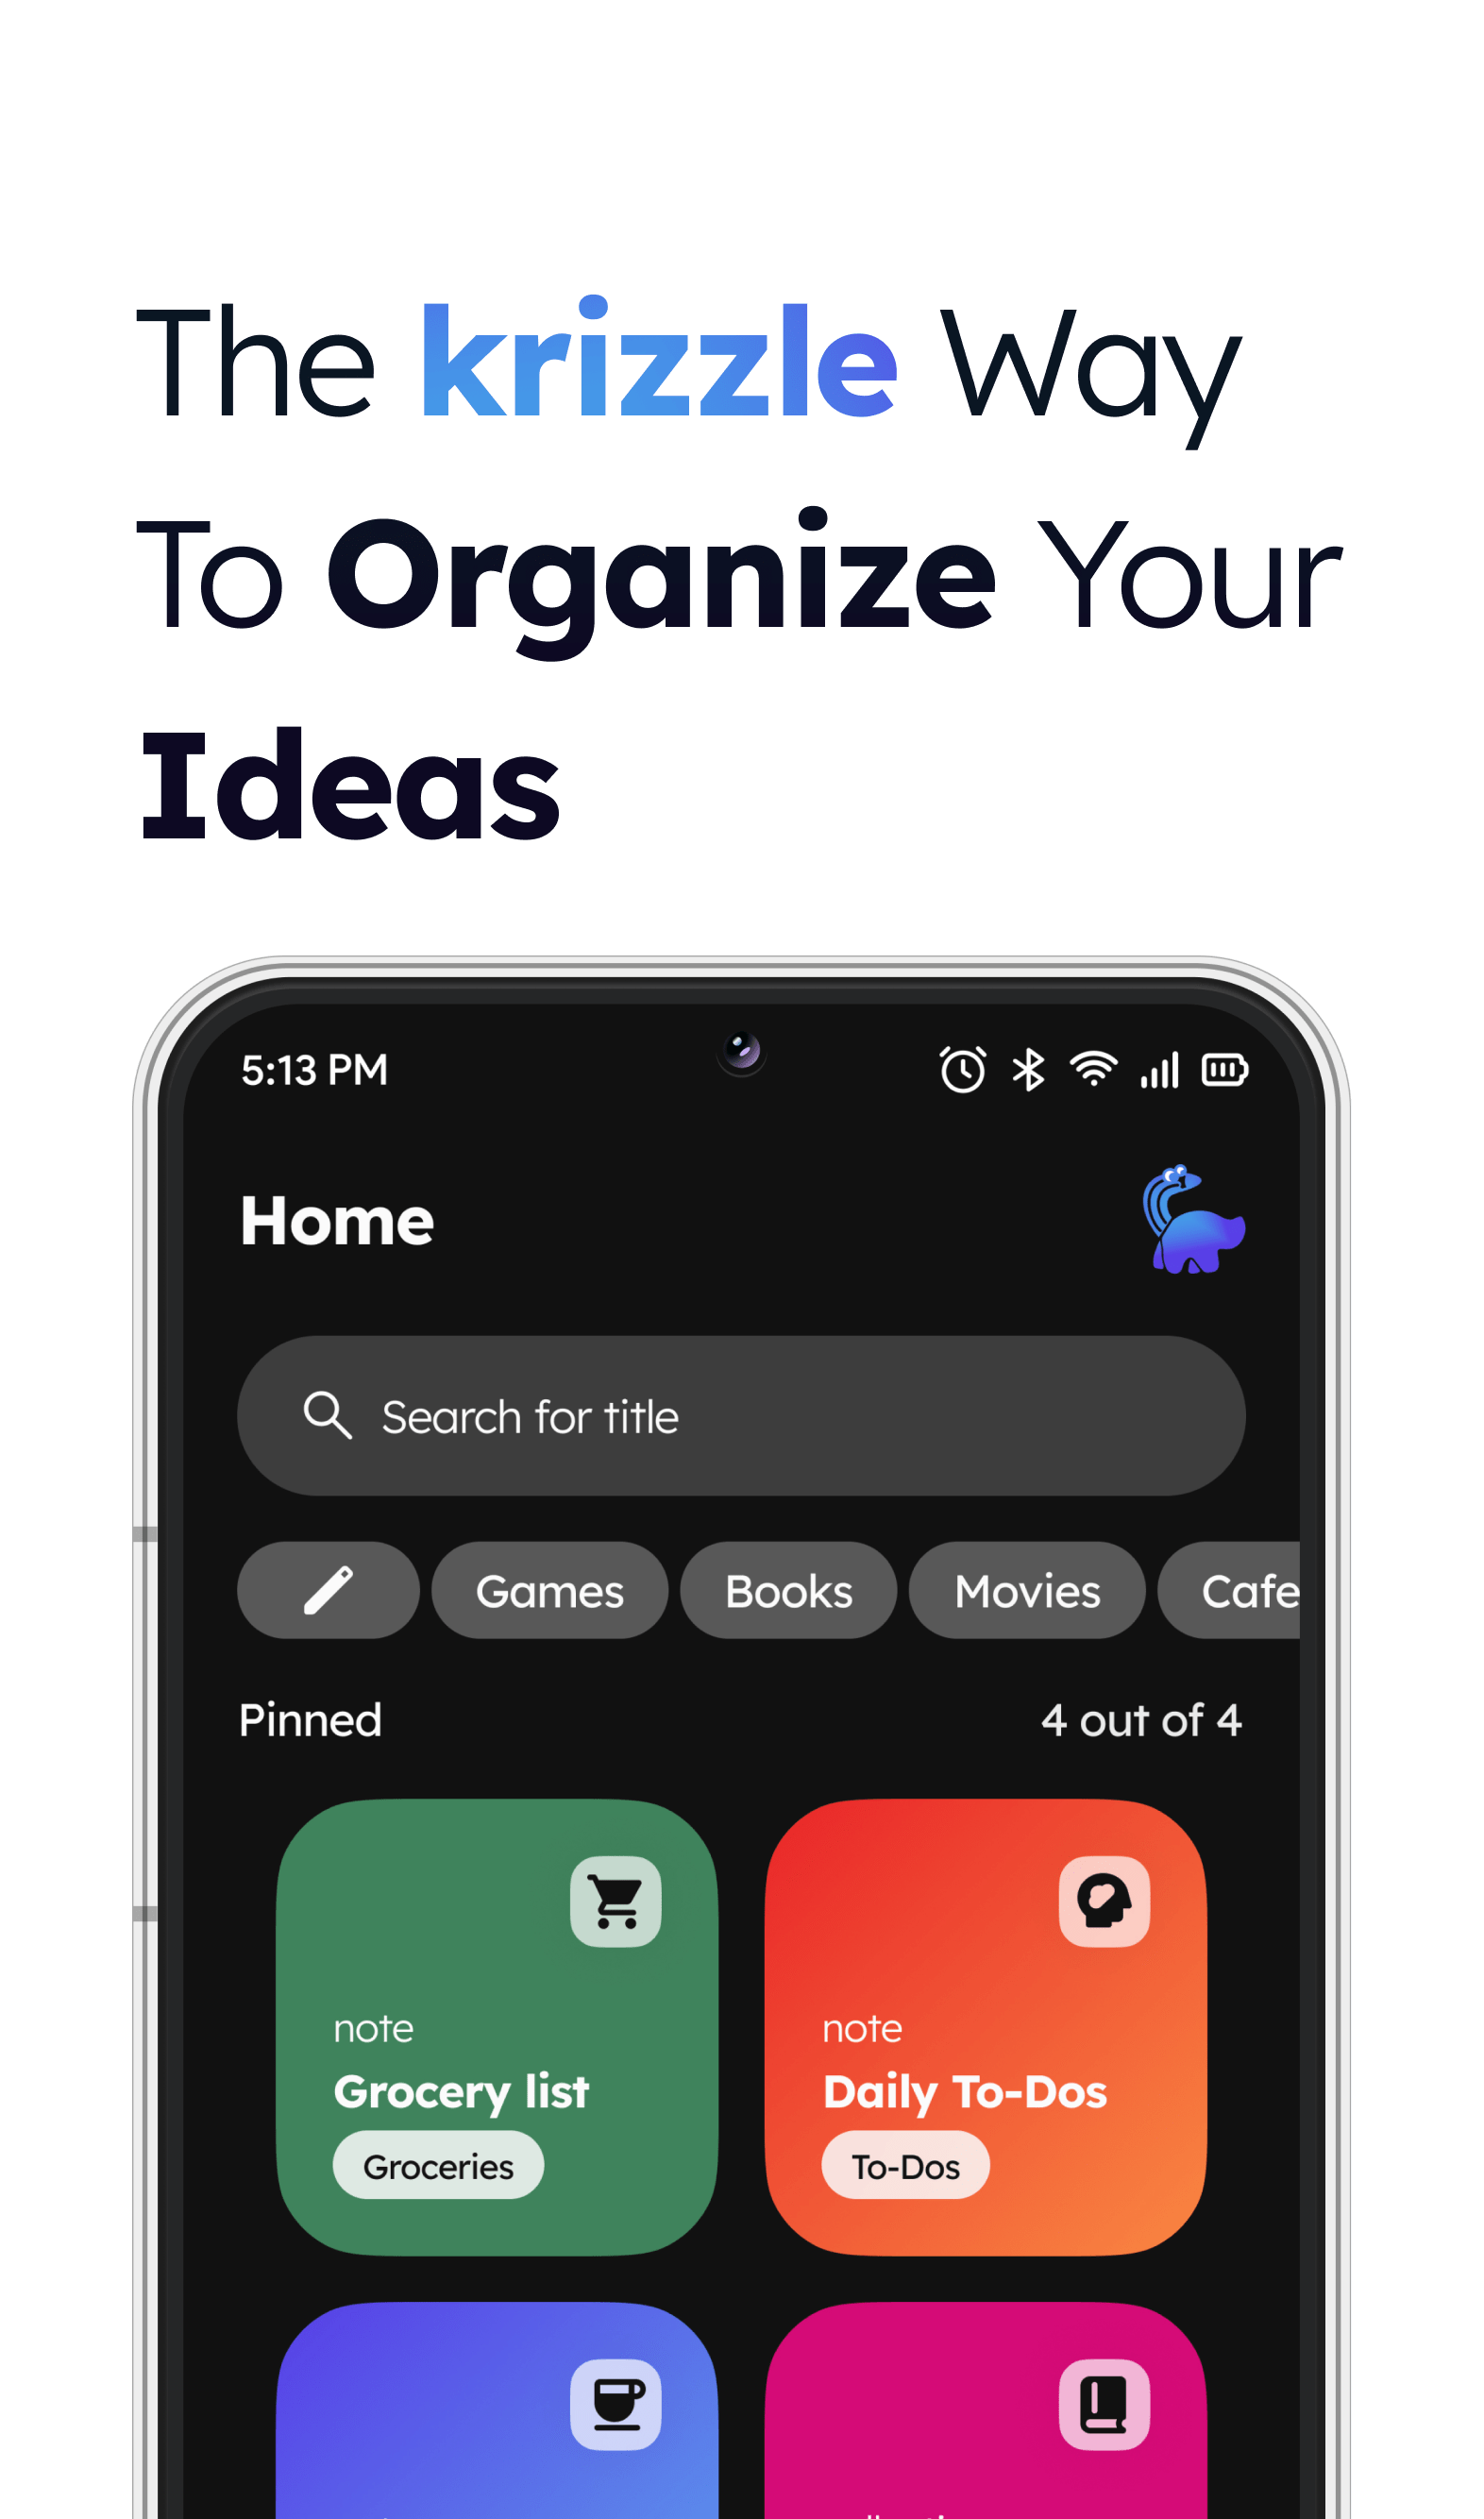 The krizzle Way
To Organize Your
Ideas
5:13 PM
Home
Search for title
Games Books Movies Cafe
Pinned 4 out of 4
note note
Grocery list Daily To-Dos
Groceries To-Dos